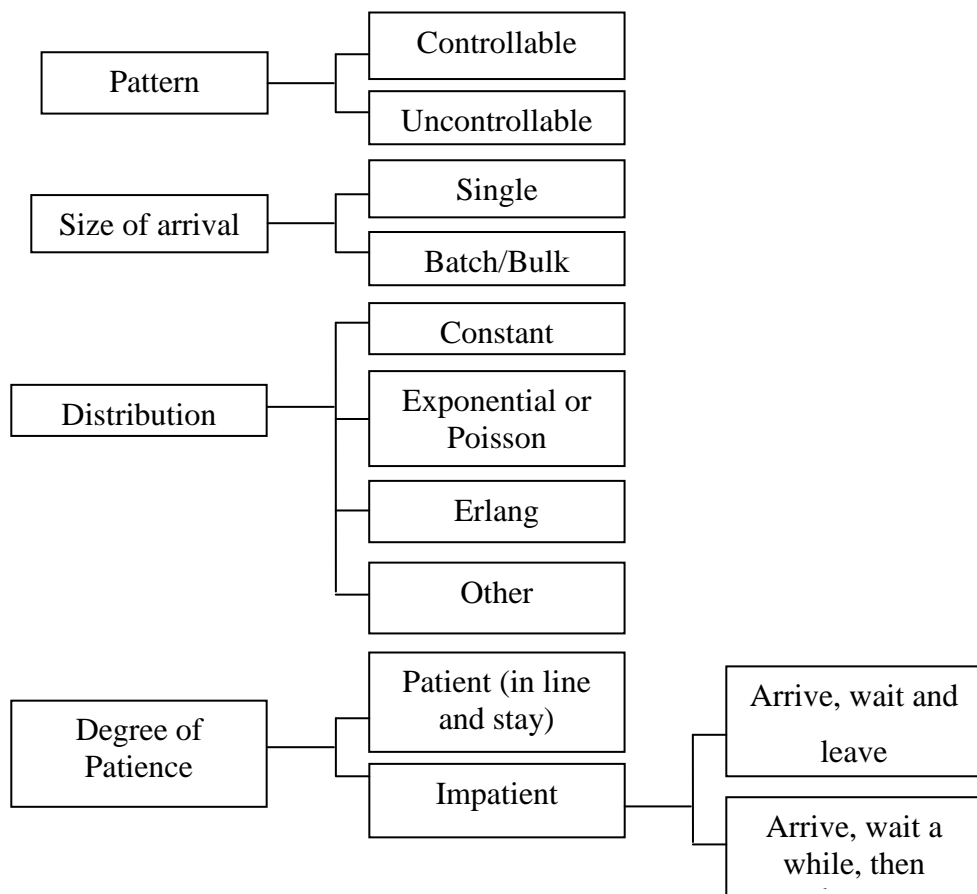 Pattern
Controllable
Uncontrollable
Size of arrival
Single
Batch/Bulk
Distribution
Constant
Exponential or
Poisson
Erlang
Other
Degree of
Patience
Patient (in line
and stay)
Impatient
Arrive, wait and
leave
Arrive, wait a
while, then